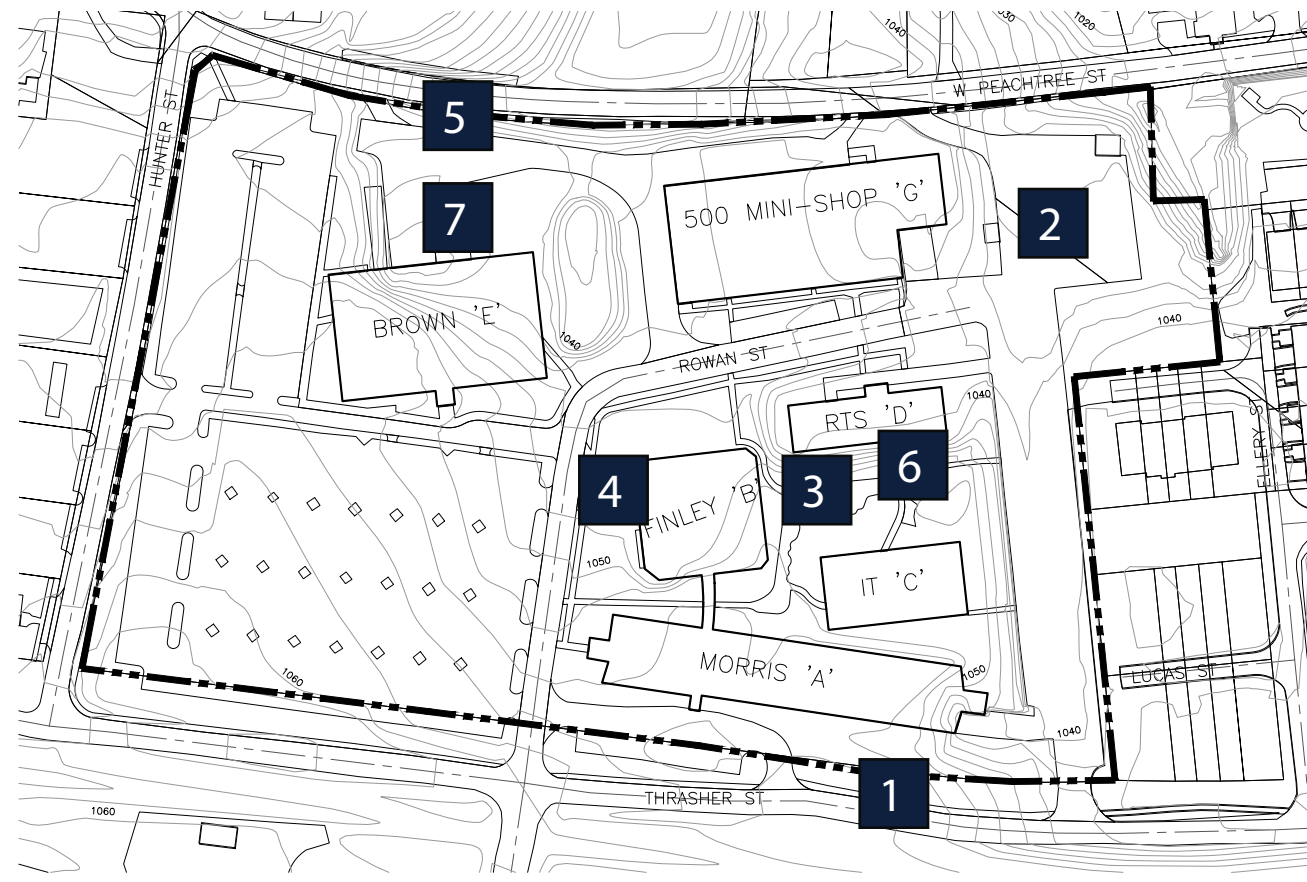 1040
1030
1020
W PEACHTREE ST
HUNTER ST
5
500 MINI-SHOP 'G'
7
2
BROWN 'E'
1040
1040
ROWAN ST
RTS 'D'
1040
ELLERY ST
4
FINLEY 'B'
3
6
1050
IT 'C'
MORRIS 'A'
1050
LUCAS ST
1060
1040
THRASHER ST
1
1060